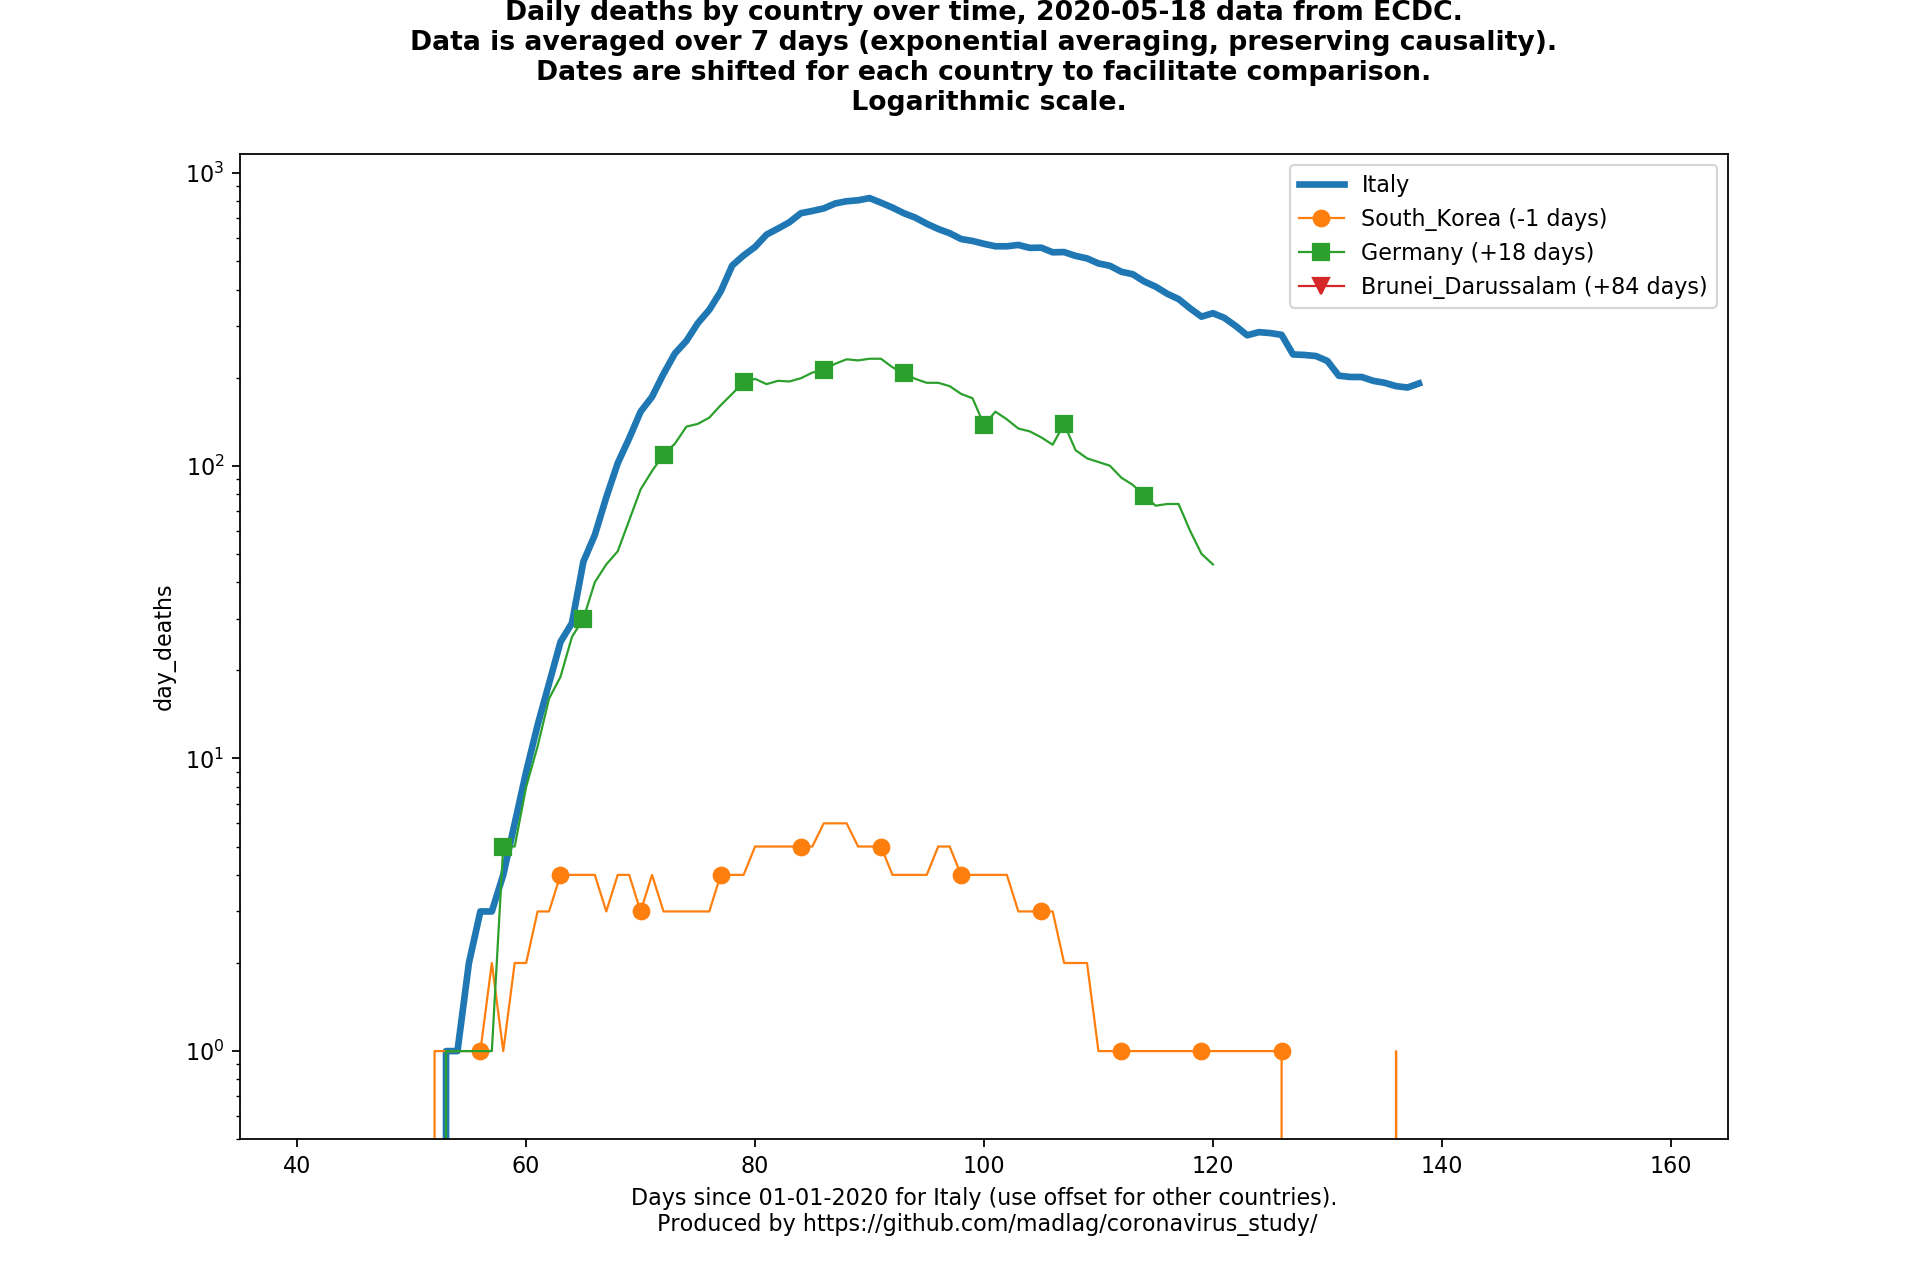 Daily deaths by country over time, 2020-05-18 data from ECDC.
Data is averaged over 7 days (exponential averaging, preserving causality).
Dates are shifted for each country to facilitate comparison.
Logarithmic scale.
10³
10²
10¹
10⁰
day_deaths
Italy
South_Korea (-1 days)
Germany (+18 days)
Brunei_Darussalam (+84 days)
40 60 80 100 120 140 160
Days since 01-01-2020 for Italy (use offset for other countries).
Produced by https://github.com/madlag/coronavirus_study/